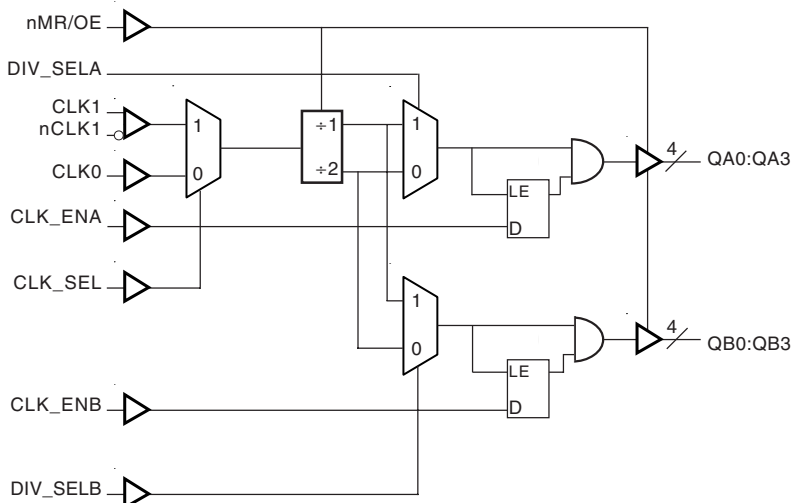 nMR/OE
DIV_SELA
CLK1
nCLK1
CLK0
CLK_ENA
CLK_SEL
CLK_ENB
DIV_SELB
1
0
÷1
÷2
1
0
LE
D
4
QA0:QA3
1
0
LE
D
4
QB0:QB3